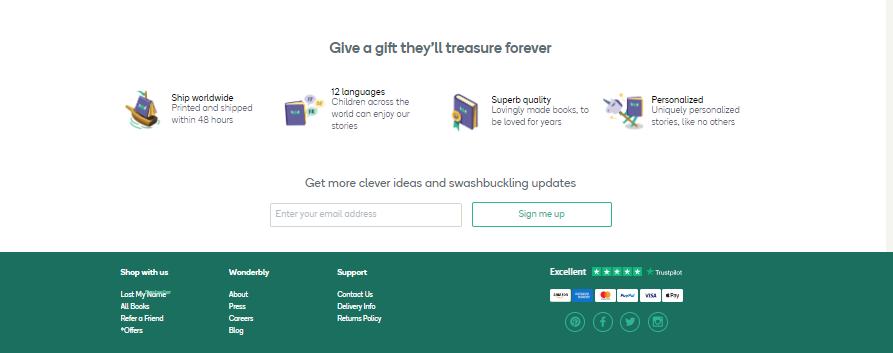 Give a gift they'll treasure forever
Ship worldwide
Printed and shipped
within 48 hours
12 languages
Children across the
world can enjoy our
stories
Superb quality
Lovingly made books, to
be loved for years
Personalized
Uniquely personalized
stories, like no others
Get more clever ideas and swashbuckling updates
Enter your email address
Sign me up
Shop with us
Lost My Name
All Books
Refer a Friend
*Offers
Wonderbly
About
Press
Careers
Blog
Support
Contact Us
Delivery Info
Returns Policy
Excellent Trustpilot
amazon AMERICAN EXPRESS mastercard PayPal VISA Pay